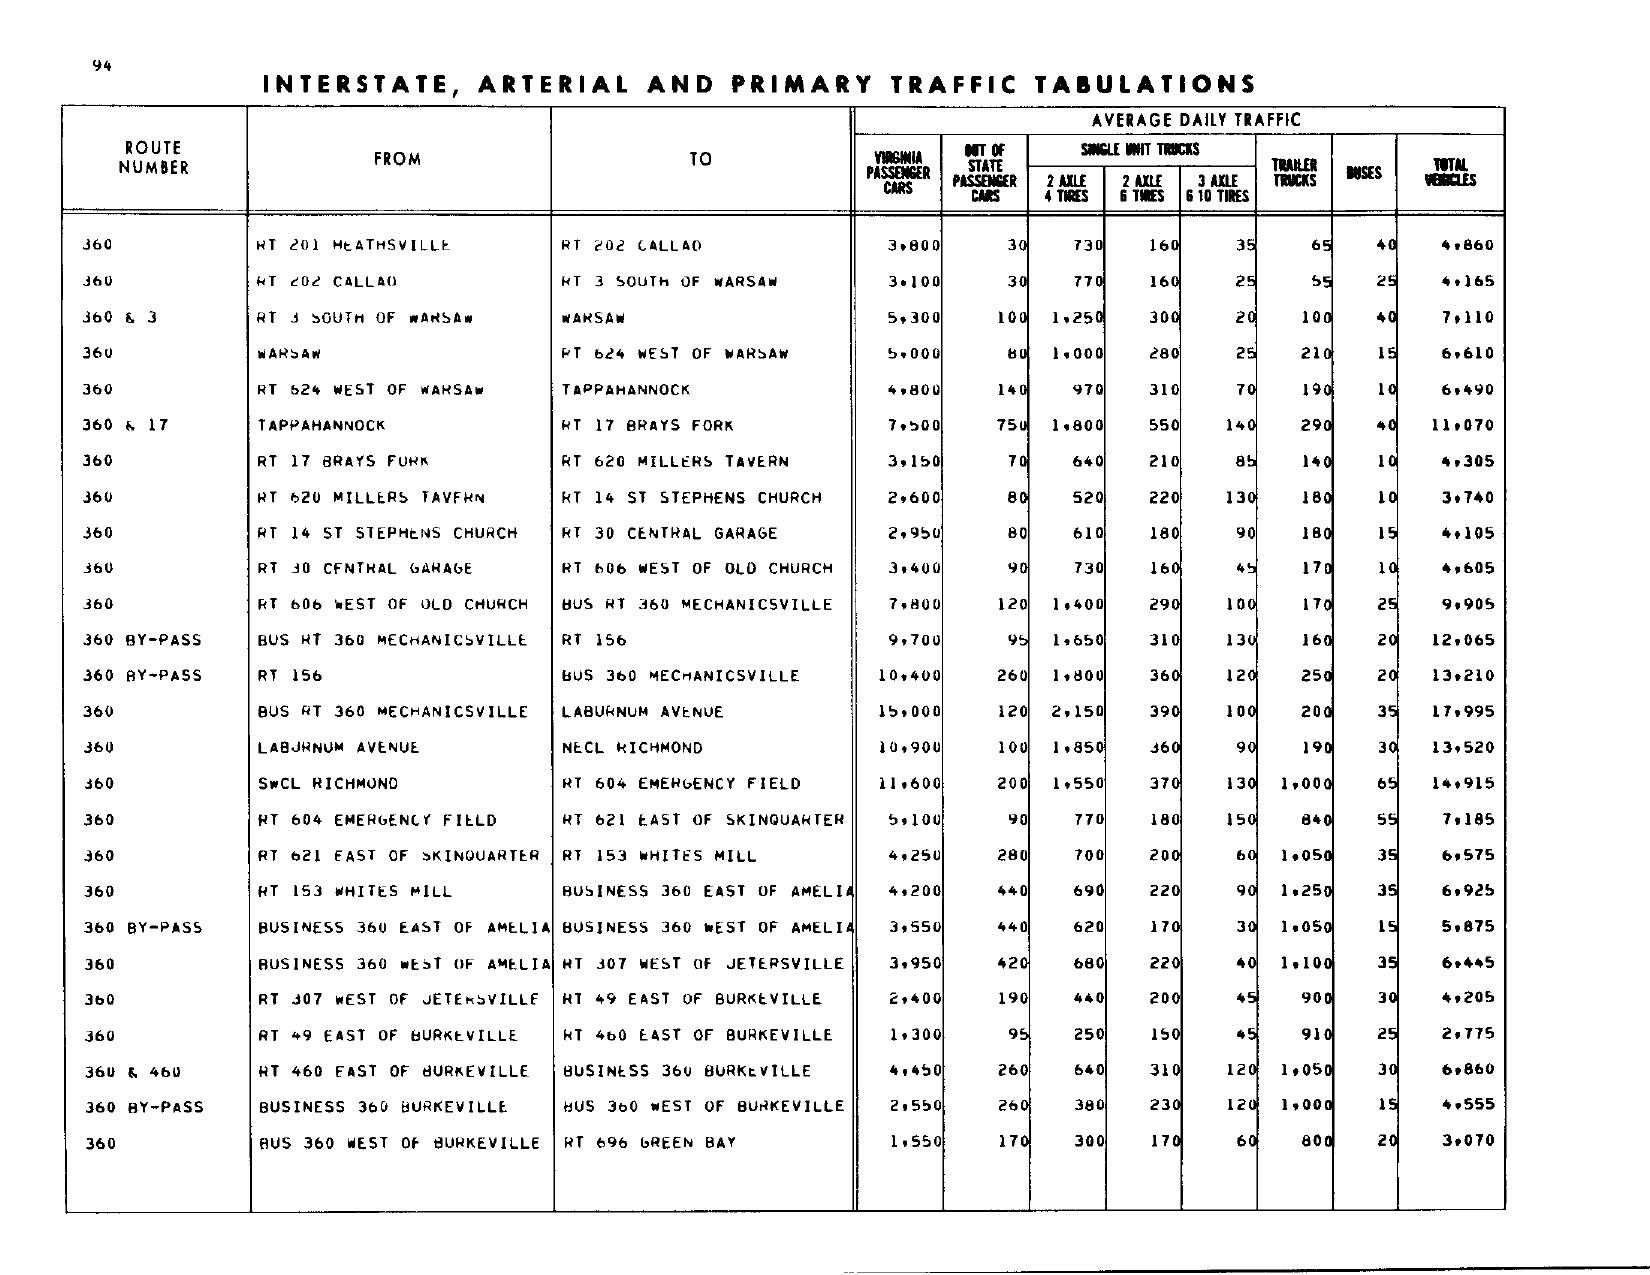 94
INTERSTATE, ARTERIAL AND PRIMARY TRAFFIC TABULATIONS
ROUTE NUMBER FROM TO AVERAGE DAILY TRAFFIC
VIRGINIA PASSENGER CARS OUT OF STATE PASSENGER CARS SINGLE UNIT TRUCKS 2 AXLE 4 TIRES 2 AXLE 6 TIRES 3 AXLE 6 10 TIRES TRAILER TRUCKS BUSES TOTAL VEHICLES
360 RT 201 HEATHSVILLE RT 202 CALLAO 3,800 30 730 160 35 65 40 4,860
360 RT 202 CALLAO RT 3 SOUTH OF WARSAW 3,100 30 770 160 25 55 25 4,165
360 & 3 RT 3 SOUTH OF WARSAW WARSAW 5,300 100 1,250 300 20 100 40 7,110
360 WARSAW RT 624 WEST OF WARSAW 5,000 80 1,000 280 25 210 15 6,610
360 RT 624 WEST OF WARSAW TAPPAHANNOCK 4,800 140 970 310 70 190 10 6,490
360 & 17 TAPPAHANNOCK RT 17 BRAYS FORK 7,500 750 1,800 550 140 290 40 11,070
360 RT 17 BRAYS FORK RT 620 MILLERS TAVERN 3,150 70 640 210 85 140 10 4,305
360 RT 620 MILLERS TAVERN RT 14 ST STEPHENS CHURCH 2,600 80 520 220 130 180 10 3,740
360 RT 14 ST STEPHENS CHURCH RT 30 CENTRAL GARAGE 2,950 80 610 180 90 180 15 4,105
360 RT 30 CENTRAL GARAGE RT 606 WEST OF OLD CHURCH 3,400 90 730 160 45 170 10 4,605
360 RT 606 WEST OF OLD CHURCH BUS RT 360 MECHANICSVILLE 7,800 120 1,400 290 100 170 25 9,905
360 BY-PASS BUS RT 360 MECHANICSVILLE RT 156 9,700 95 1,650 310 130 160 20 12,065
360 BY-PASS RT 156 BUS 360 MECHANICSVILLE 10,400 260 1,800 360 120 250 20 13,210
360 BUS RT 360 MECHANICSVILLE LABURNUM AVENUE 15,000 120 2,150 390 100 200 35 17,995
360 LABURNUM AVENUE NECL RICHMOND 10,900 100 1,850 360 90 190 30 13,520
360 SWCL RICHMOND RT 604 EMERGENCY FIELD 11,600 200 1,550 370 130 1,000 65 14,915
360 RT 604 EMERGENCY FIELD RT 621 EAST OF SKINQUARTER 5,100 90 770 180 150 840 55 7,185
360 RT 621 EAST OF SKINQUARTER RT 153 WHITES MILL 4,250 280 700 200 60 1,050 35 6,575
360 RT 153 WHITES MILL BUSINESS 360 EAST OF AMELIA 4,200 440 690 220 90 1,250 35 6,925
360 BY-PASS BUSINESS 360 EAST OF AMELIA BUSINESS 360 WEST OF AMELIA 3,550 440 620 170 30 1,050 15 5,875
360 BUSINESS 360 WEST OF AMELIA RT 307 WEST OF JETERSVILLE 3,950 420 680 220 40 1,100 35 6,445
360 RT 307 WEST OF JETERSVILLE RT 49 EAST OF BURKEVILLE 2,400 190 440 200 45 900 30 4,205
360 RT 49 EAST OF BURKEVILLE RT 460 EAST OF BURKEVILLE 1,300 95 250 150 45 910 25 2,775
360 & 460 RT 460 EAST OF BURKEVILLE BUSINESS 360 BURKEVILLE 4,450 260 640 310 120 1,050 30 6,860
360 BY-PASS BUSINESS 360 BURKEVILLE BUS 360 WEST OF BURKEVILLE 2,550 260 380 230 120 1,000 15 4,555
360 BUS 360 WEST OF BURKEVILLE RT 696 GREEN BAY 1,550 170 300 170 60 800 20 3,070